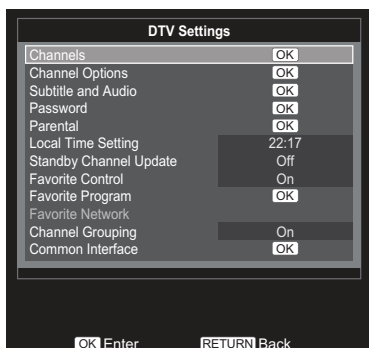 DTV Settings
Channels OK
Channel Options OK
Subtitle and Audio OK
Password OK
Parental OK
Local Time Setting 22:17
Standby Channel Update Off
Favorite Control On
Favorite Program OK
Favorite Network
Channel Grouping On
Common Interface OK
OK Enter RETURN Back